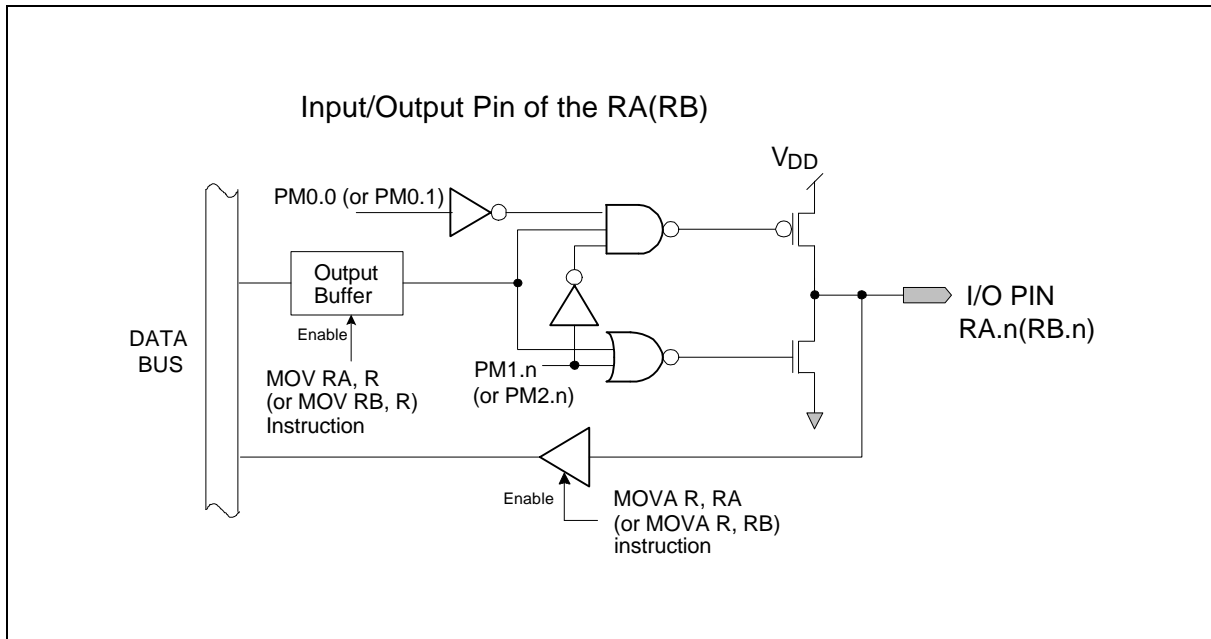 Input/Output Pin of the RA(RB)
VDD
PM0.0 (or PM0.1)
Output
Buffer
I/O PIN
RA.n(RB.n)
Enable
DATA
BUS
MOV RA, R
(or MOV RB, R)
Instruction
PM1.n
(or PM2.n)
Enable
MOVA R, RA
(or MOVA R, RB)
instruction